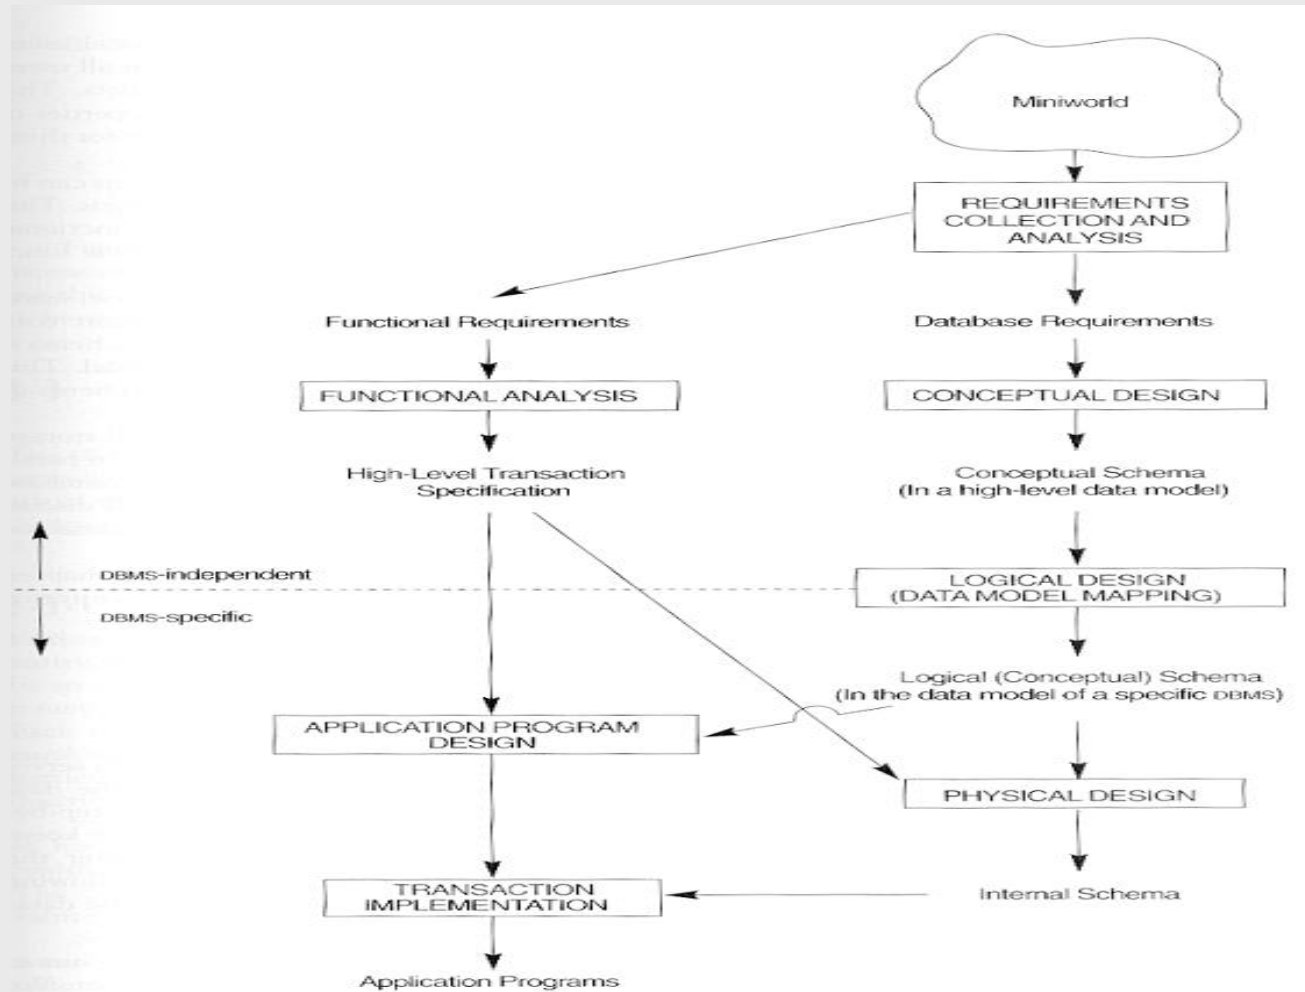 Miniworld
REQUIREMENTS
COLLECTION AND
ANALYSIS
Functional Requirements
Database Requirements
FUNCTIONAL ANALYSIS
CONCEPTUAL DESIGN
High-Level Transaction
Specification
Conceptual Schema
(In a high-level data model)
DBMS-independent
LOGICAL DESIGN
(DATA MODEL MAPPING)
DBMS-specific
Logical (Conceptual) Schema
(In the data model of a specific DBMS)
APPLICATION PROGRAM
DESIGN
PHYSICAL DESIGN
TRANSACTION
IMPLEMENTATION
Internal Schema
Application Programs